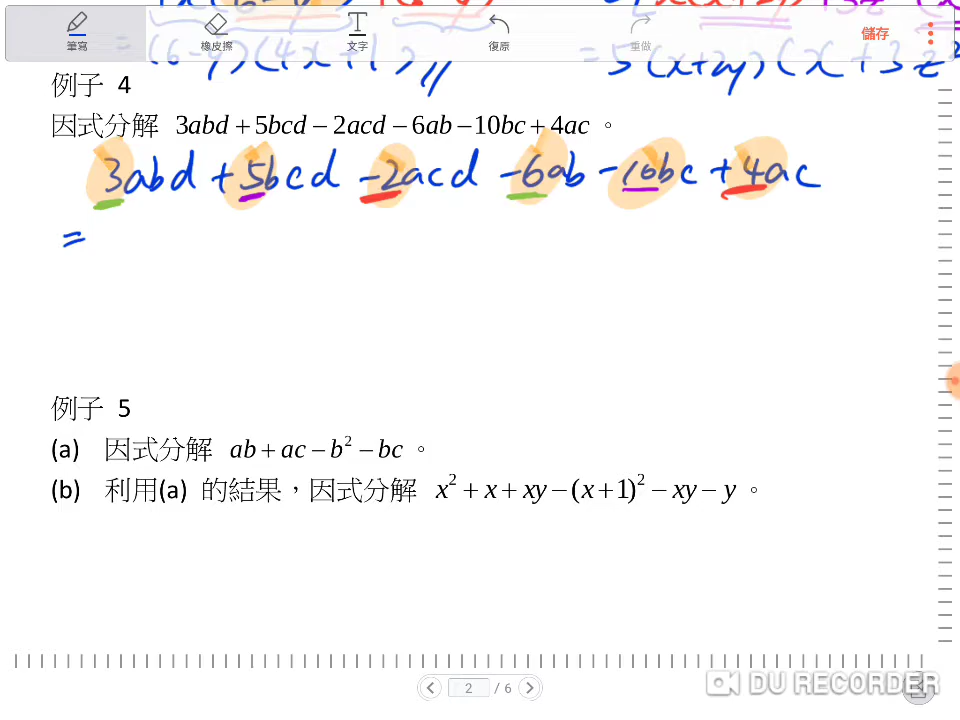 筆寫 橡皮擦 文字 復原 重做 儲存
= (6-y)(4x+1)
例子 4
因式分解 3abd + 5bcd − 2acd − 6ab − 10bc + 4ac 。
3abd + 5bcd - 2acd - 6ab - 10bc + 4ac
=
例子 5
(a) 因式分解 ab + ac − b² − bc 。
(b) 利用(a) 的結果，因式分解 x² + x + xy − (x + 1)² − xy − y 。
2 / 6
DU RECORDER